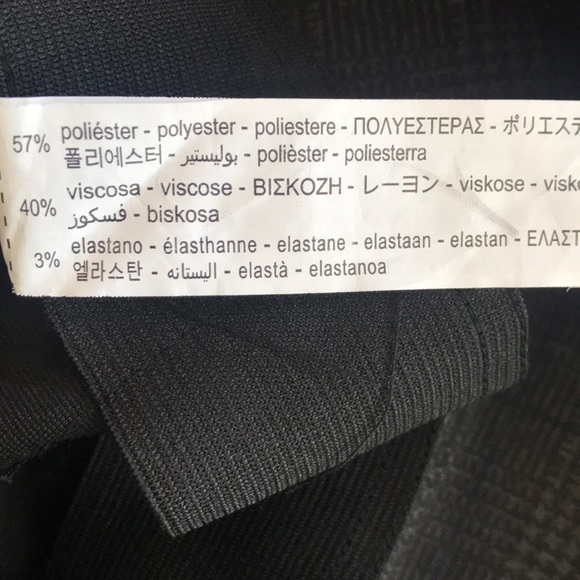 57% poliéster - polyester - poliestere - ΠΟΛΥΕΣΤΕΡΑΣ - ポリエステ
폴리에스터 - بوليستير - polièster - poliesterra
40% viscosa - viscose - ΒΙΣΚΟΖΗ - レーヨン - viskose - visko
فسكوز - biskosa
3% elastano - élasthanne - elastane - elastaan - elastan - ΕΛΑΣΤ
엘라스탄 - اليستانه - elastà - elastanoa